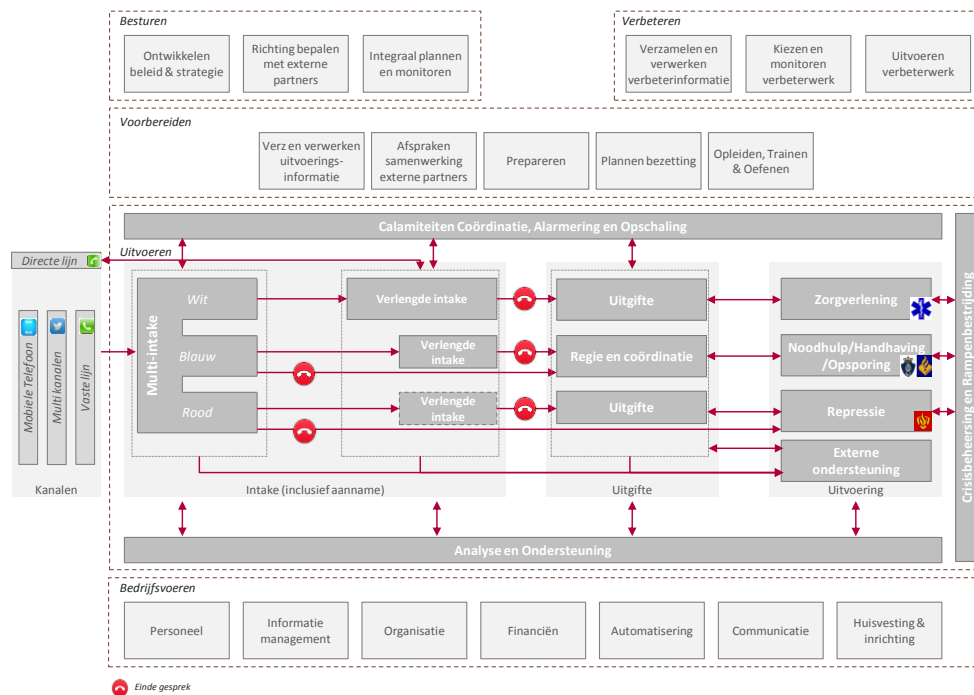 Besturen
Ontwikkelen
beleid & strategie
Richting bepalen
met externe
partners
Integraal plannen
en monitoren
Verbeteren
Verzamelen en
verwerken
verbeterinformatie
Kiezen en
monitoren
verbeterwerk
Uitvoeren
verbeterwerk
Voorbereiden
Verz en verwerken
uitvoerings-
informatie
Afspraken
samenwerking
externe partners
Prepareren
Plannen bezetting
Opleiden, Trainen
& Oefenen
Calamiteiten Coördinatie, Alarmering en Opschaling
Uitvoeren
Directe lijn
Mobiele Telefoon
Multi kanalen
Vaste lijn
Kanalen
Multi-intake
Wit
Blauw
Rood
Verlengde intake
Verlengde
intake
Verlengde
intake
Intake (inclusief aanname)
Uitgifte
Regie en coördinatie
Uitgifte
Uitgifte
Zorgverlening
Noodhulp/Handhaving
/Opsporing
Repressie
Externe
ondersteuning
Uitvoering
Crisisbeheersing en Rampenbestrijding
Analyse en Ondersteuning
Bedrijfsvoeren
Personeel
Informatie
management
Organisatie
Financiën
Automatisering
Communicatie
Huisvesting &
inrichting
Einde gesprek